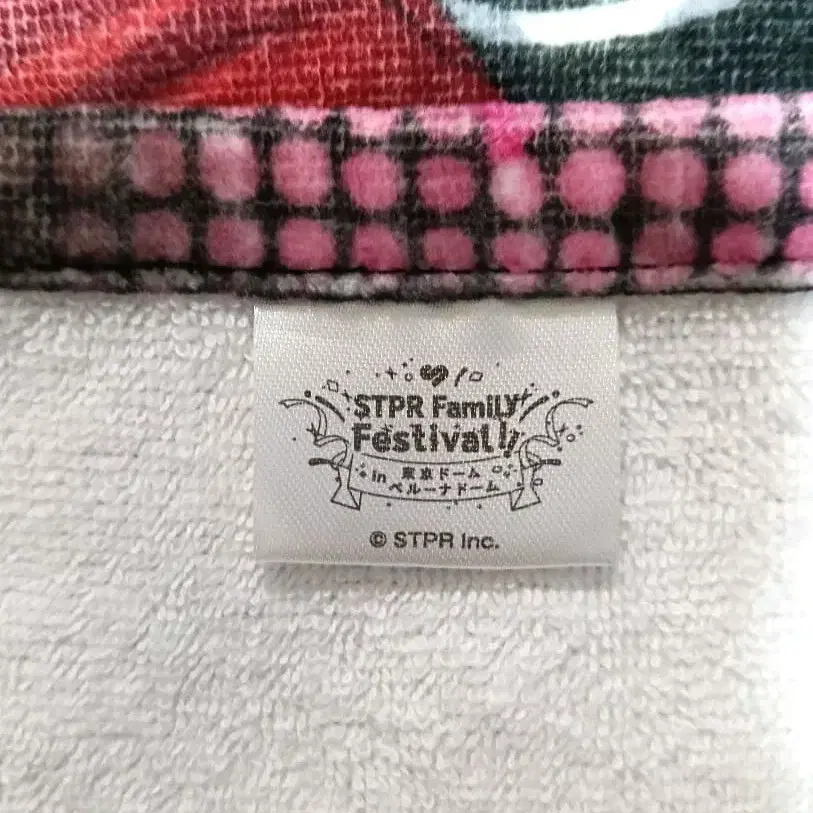 STPR Family
Festival!!
in 東京ドーム
ベルーナドーム
© STPR Inc.